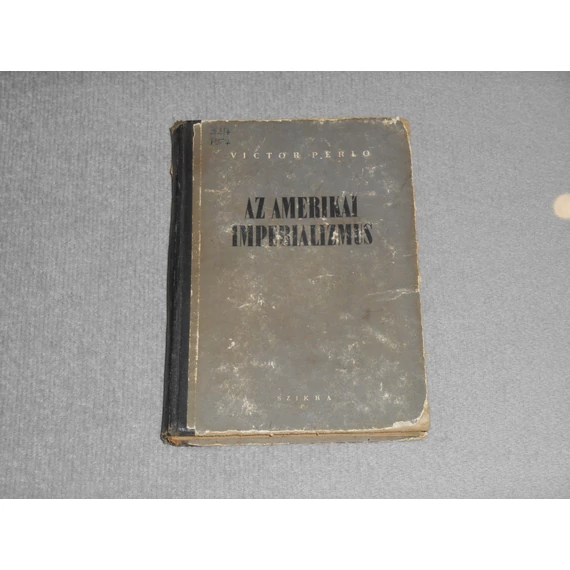 VICTOR PERLO
AZ AMERIKAI
IMPERIALIZMUS
SZIKRA